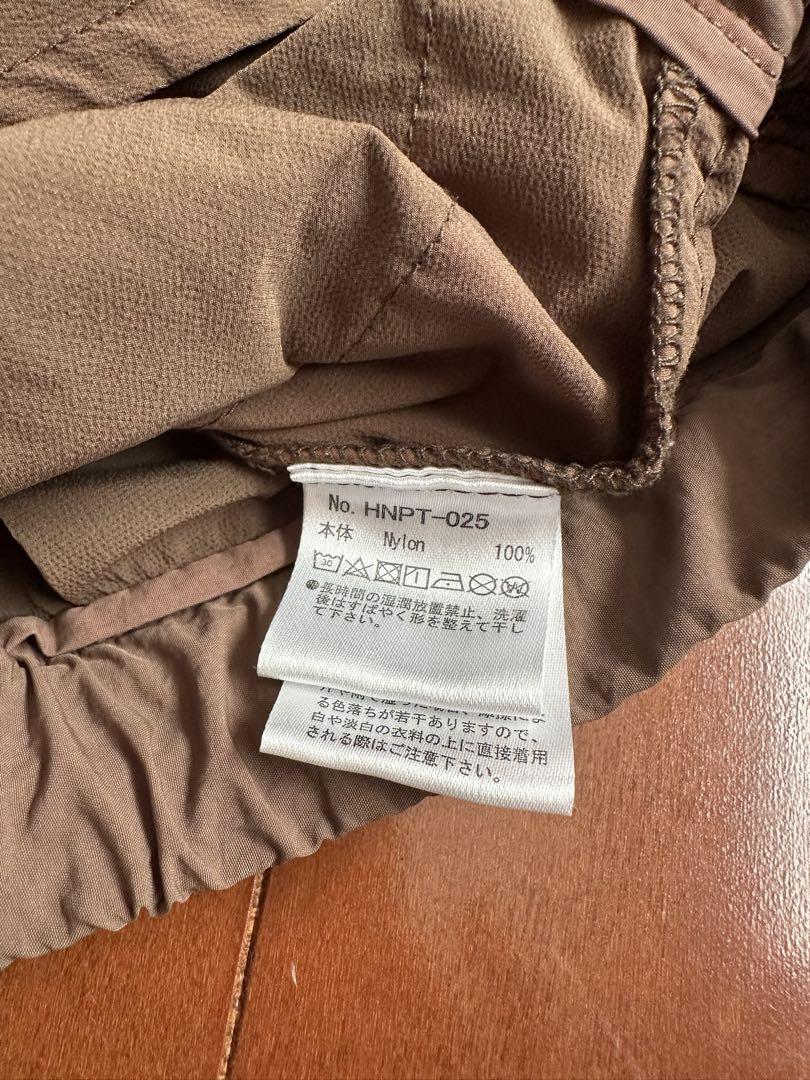 No. HNPT-025
本体 Nylon 100%
30
長時間の湿潤放置禁止、洗濯
後はすばやく形を整えて干し
て下さい。
る色落ちが若干ありますので、
白や淡白の衣料の上に直接着用
される際はご注意下さい。